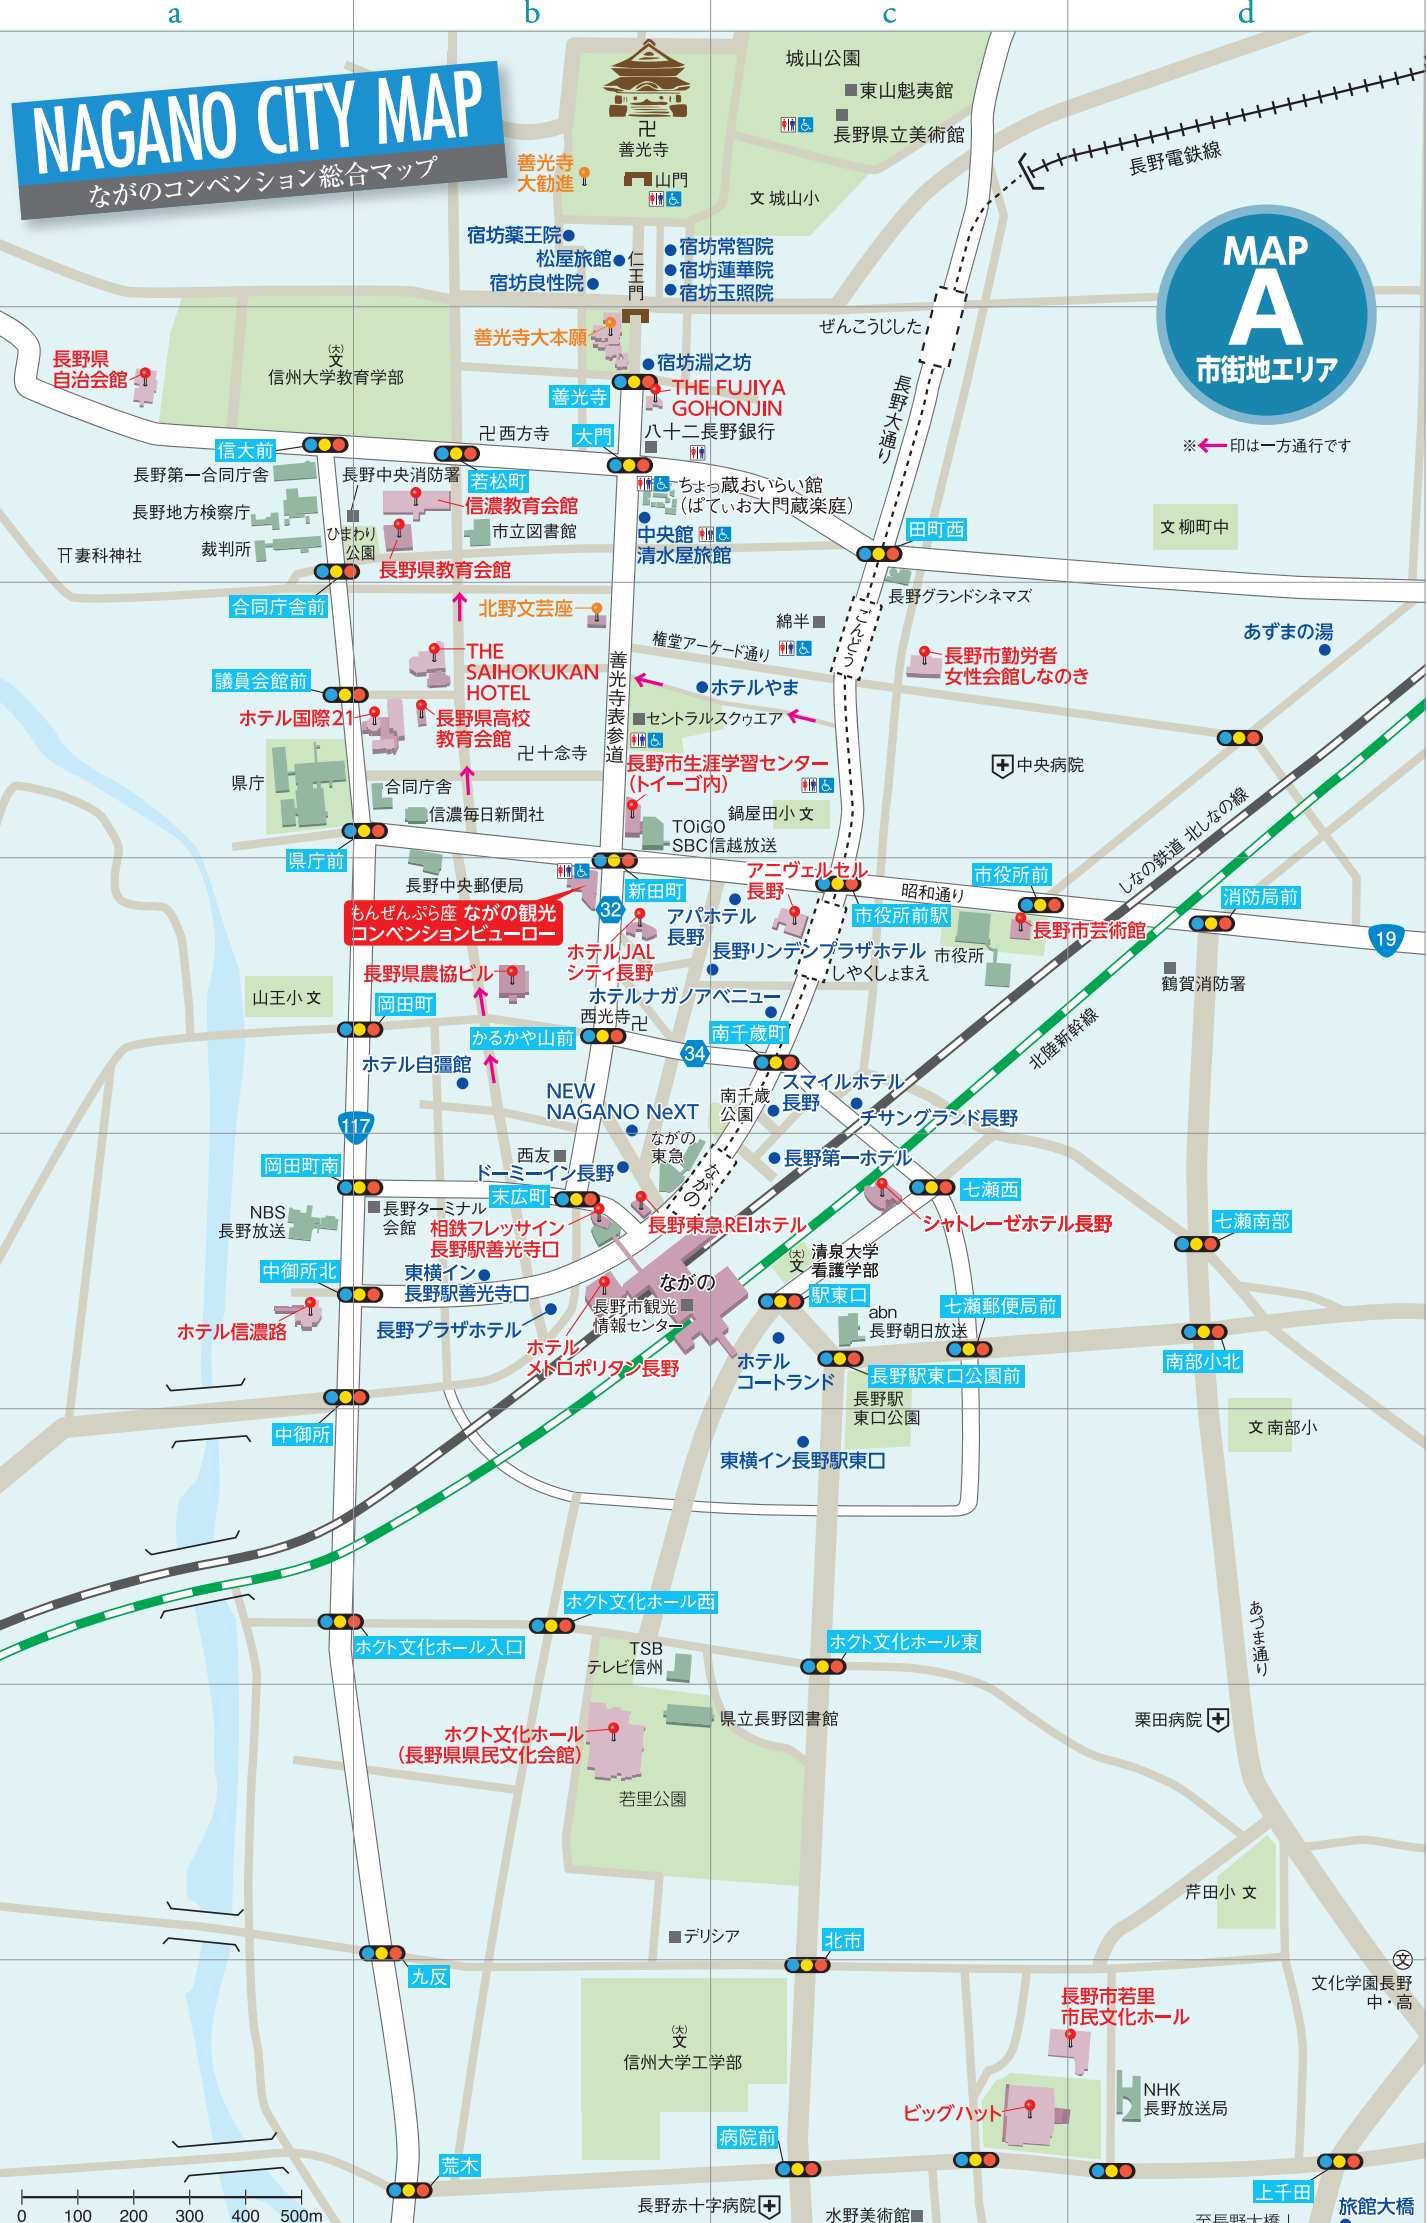 a
b
c
d
NAGANO CITY MAP
ながのコンベンション総合マップ
城山公園
東山魁夷館
長野県立美術館
卍
善光寺
善光寺
大勧進
山門
文 城山小
長野電鉄線
MAP
A
市街地エリア
※←印は一方通行です
宿坊薬王院
松屋旅館
宿坊良性院
仁王門
宿坊常智院
宿坊蓮華院
宿坊玉照院
善光寺大本願
ぜんこうじした
長野県
自治会館
(大)
文
信州大学教育学部
宿坊淵之坊
善光寺
THE FUJIYA
GOHONJIN
長野大通り
信大前
卍西方寺
大門
八十二長野銀行
長野第一合同庁舎
長野中央消防署
若松町
ちょっ蔵おいらい館
(ぱてぃお大門蔵楽庭)
信濃教育会館
長野地方検察庁
ひまわり
公園
市立図書館
中央館
清水屋旅館
田町西
文 柳町中
裁判所
妻科神社
長野県教育会館
合同庁舎前
北野文芸座
長野グランドシネマズ
綿半
ごんどう
権堂アーケード通り
あずまの湯
THE
SAIHOKUKAN
HOTEL
善光寺表参道
長野市勤労者
女性会館しなのき
議員会館前
ホテルやま
ホテル国際21
長野県高校
教育会館
セントラルスクゥエア
卍十念寺
長野市生涯学習センター
(トイーゴ内)
中央病院
県庁
合同庁舎
信濃毎日新聞社
鍋屋田小 文
TOiGO
SBC信越放送
しなの鉄道 北しなの線
県庁前
長野中央郵便局
新田町
アニヴェルセル
長野
市役所前
昭和通り
消防局前
もんぜんぷら座 ながの観光
コンベンションビューロー
32
アパホテル
長野
市役所前駅
長野市芸術館
19
ホテルJAL
シティ長野
長野リンデンプラザホテル
しやくしょまえ
市役所
鶴賀消防署
長野県農協ビル
山王小 文
岡田町
ホテルナガノアベニュー
西光寺卍
かるかや山前
南千歳町
34
北陸新幹線
ホテル自彊館
NEW
NAGANO NeXT
南千歳
公園
スマイルホテル
長野
チサングランド長野
117
岡田町南
西友
ながの
東急
ながの
長野第一ホテル
ドーミーイン長野
末広町
七瀬西
NBS
長野放送
長野ターミナル
会館
相鉄フレッサイン
長野駅善光寺口
長野東急REIホテル
シャトレーゼホテル長野
七瀬南部
中御所北
東横イン
長野駅善光寺口
ながの
(大)
文
清泉大学
看護学部
駅東口
長野市観光
情報センター
七瀬郵便局前
ホテル信濃路
長野プラザホテル
abn
長野朝日放送
ホテル
メトロポリタン長野
ホテル
コートランド
長野駅東口公園前
南部小北
長野駅
東口公園
中御所
文 南部小
東横イン長野駅東口
ホクト文化ホール西
ホクト文化ホール入口
TSB
テレビ信州
ホクト文化ホール東
あづま通り
ホクト文化ホール
(長野県県民文化会館)
県立長野図書館
栗田病院
若里公園
芹田小 文
デリシア
北市
九反
文
文化学園長野
中・高
長野市若里
市民文化ホール
(大)
文
信州大学工学部
ビッグハット
NHK
長野放送局
病院前
荒木
上千田
長野赤十字病院
水野美術館
至長野大橋
旅館大橋
0
100
200
300
400
500m